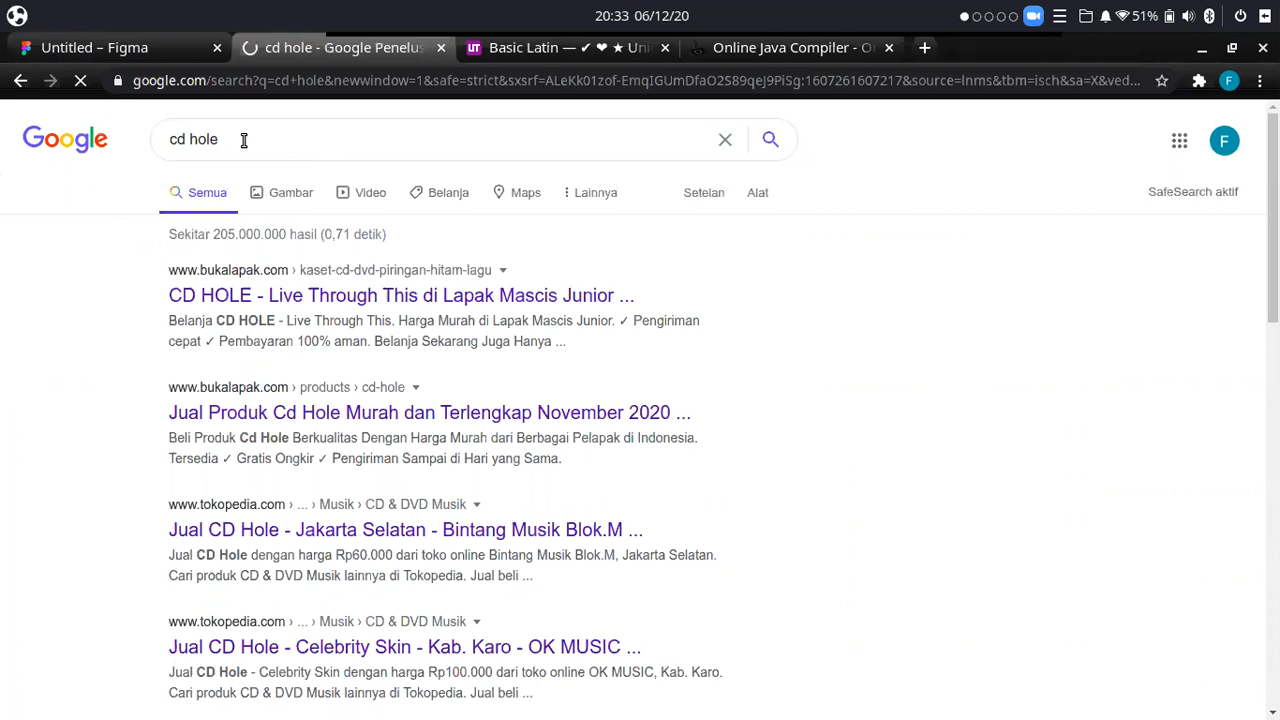 20:33 06/12/20
51%
Untitled – Figma
cd hole - Google Penelus
Basic Latin — ✔ ❤ ★ Uni
Online Java Compiler - On
google.com/search?q=cd+hole&newwindow=1&safe=strict&sxsrf=ALeKk01zof-EmqIGUmDfaO2S89qeJ9PiSg:1607261607217&source=lnms&tbm=isch&sa=X&ved...
F
Google
cd hole
F
Semua
Gambar
Video
Belanja
Maps
Lainnya
Setelan
Alat
SafeSearch aktif
Sekitar 205.000.000 hasil (0,71 detik)
www.bukalapak.com › kaset-cd-dvd-piringan-hitam-lagu
CD HOLE - Live Through This di Lapak Mascis Junior ...
Belanja CD HOLE - Live Through This. Harga Murah di Lapak Mascis Junior. ✓ Pengiriman
cepat ✓ Pembayaran 100% aman. Belanja Sekarang Juga Hanya ...
www.bukalapak.com › products › cd-hole
Jual Produk Cd Hole Murah dan Terlengkap November 2020 ...
Beli Produk Cd Hole Berkualitas Dengan Harga Murah dari Berbagai Pelapak di Indonesia.
Tersedia ✓ Gratis Ongkir ✓ Pengiriman Sampai di Hari yang Sama.
www.tokopedia.com › ... › Musik › CD & DVD Musik
Jual CD Hole - Jakarta Selatan - Bintang Musik Blok.M ...
Jual CD Hole dengan harga Rp60.000 dari toko online Bintang Musik Blok.M, Jakarta Selatan.
Cari produk CD & DVD Musik lainnya di Tokopedia. Jual beli ...
www.tokopedia.com › ... › Musik › CD & DVD Musik
Jual CD Hole - Celebrity Skin - Kab. Karo - OK MUSIC ...
Jual CD Hole - Celebrity Skin dengan harga Rp100.000 dari toko online OK MUSIC, Kab. Karo.
Cari produk CD & DVD Musik lainnya di Tokopedia. Jual beli ...